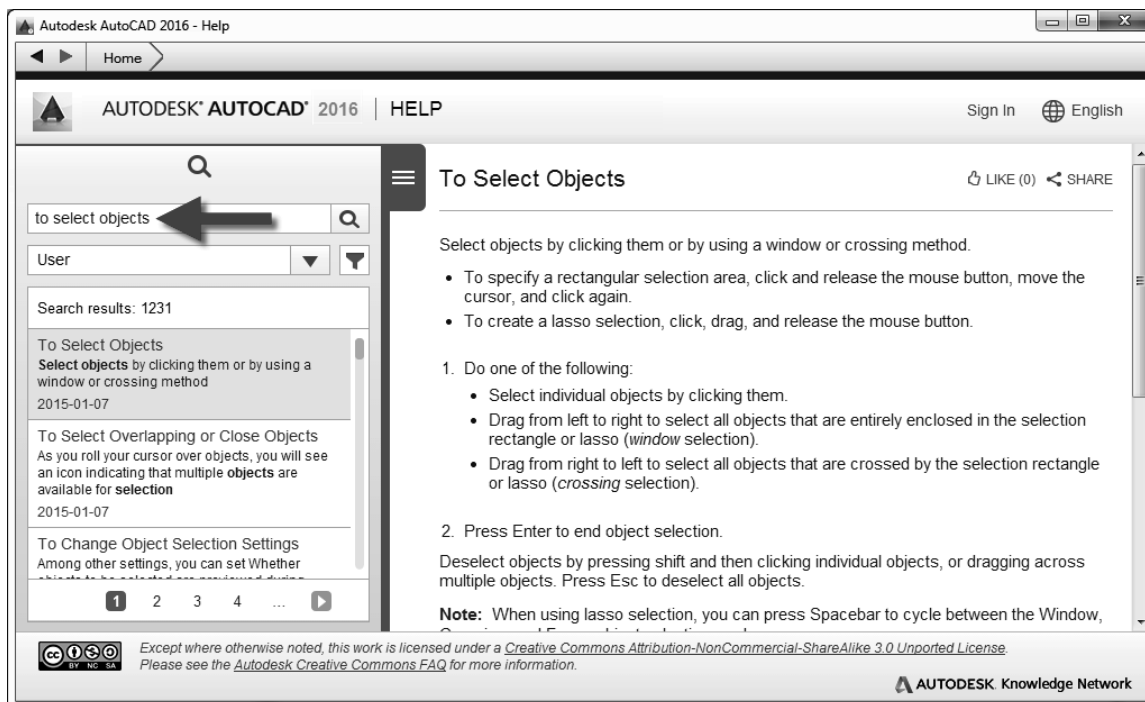 Autodesk AutoCAD 2016 - Help
Home
AUTODESK® AUTOCAD® 2016 | HELP
Sign In
English
to select objects
User
Search results: 1231
To Select Objects
Select objects by clicking them or by using a
window or crossing method
2015-01-07
To Select Overlapping or Close Objects
As you roll your cursor over objects, you will see
an icon indicating that multiple objects are
available for selection
2015-01-07
To Change Object Selection Settings
Among other settings, you can set Whether
1 2 3 4 ...
To Select Objects
LIKE (0) SHARE
Select objects by clicking them or by using a window or crossing method.
• To specify a rectangular selection area, click and release the mouse button, move the
cursor, and click again.
• To create a lasso selection, click, drag, and release the mouse button.
1. Do one of the following:
• Select individual objects by clicking them.
• Drag from left to right to select all objects that are entirely enclosed in the selection
rectangle or lasso (window selection).
• Drag from right to left to select all objects that are crossed by the selection rectangle
or lasso (crossing selection).
2. Press Enter to end object selection.
Deselect objects by pressing shift and then clicking individual objects, or dragging across
multiple objects. Press Esc to deselect all objects.
Note: When using lasso selection, you can press Spacebar to cycle between the Window,
cc BY NC SA
Except where otherwise noted, this work is licensed under a Creative Commons Attribution-NonCommercial-ShareAlike 3.0 Unported License.
Please see the Autodesk Creative Commons FAQ for more information.
AUTODESK. Knowledge Network